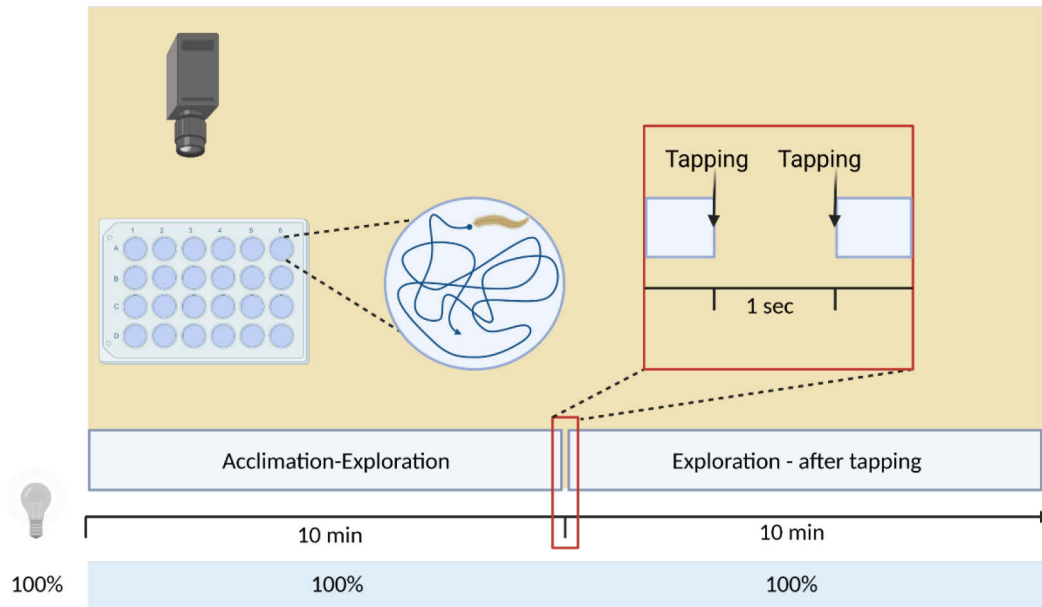 1 2 3 4 5 6
A
B
C
D
Tapping Tapping
1 sec
Acclimation-Exploration
Exploration - after tapping
10 min
10 min
100%
100%
100%